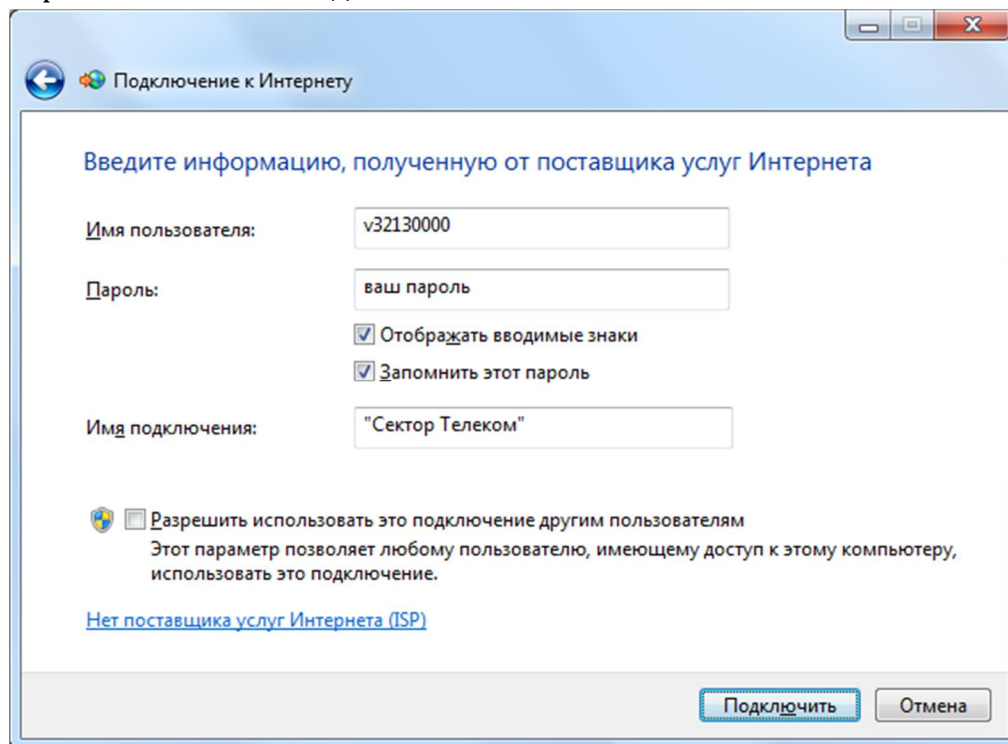 Подключение к Интернету
Введите информацию, полученную от поставщика услуг Интернета
Имя пользователя:
v32130000
Пароль:
ваш пароль
Отображать вводимые знаки
Запомнить этот пароль
Имя подключения:
"Сектор Телеком"
Разрешить использовать это подключение другим пользователям
Этот параметр позволяет любому пользователю, имеющему доступ к этому компьютеру,
использовать это подключение.
Нет поставщика услуг Интернета (ISP)
Подключить
Отмена